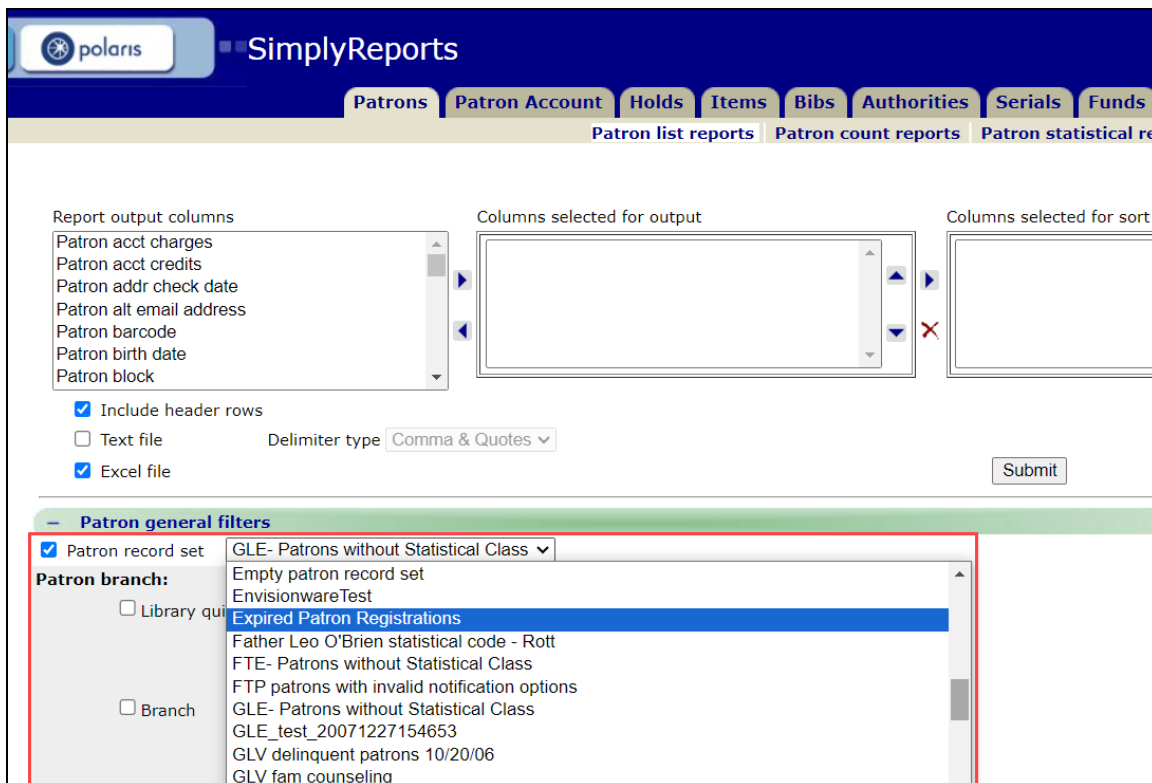 polaris
SimplyReports
Patrons Patron Account Holds Items Bibs Authorities Serials Funds
Patron list reports Patron count reports Patron statistical re
Report output columns
Columns selected for output
Columns selected for sort
Patron acct charges
Patron acct credits
Patron addr check date
Patron alt email address
Patron barcode
Patron birth date
Patron block
Include header rows
Text file Delimiter type Comma & Quotes
Excel file
Submit
– Patron general filters
Patron record set GLE- Patrons without Statistical Class
Patron branch:
Library qui
Branch
Empty patron record set
EnvisionwareTest
Expired Patron Registrations
Father Leo O'Brien statistical code - Rott
FTE- Patrons without Statistical Class
FTP patrons with invalid notification options
GLE- Patrons without Statistical Class
GLE_test_20071227154653
GLV delinquent patrons 10/20/06
GLV fam counseling